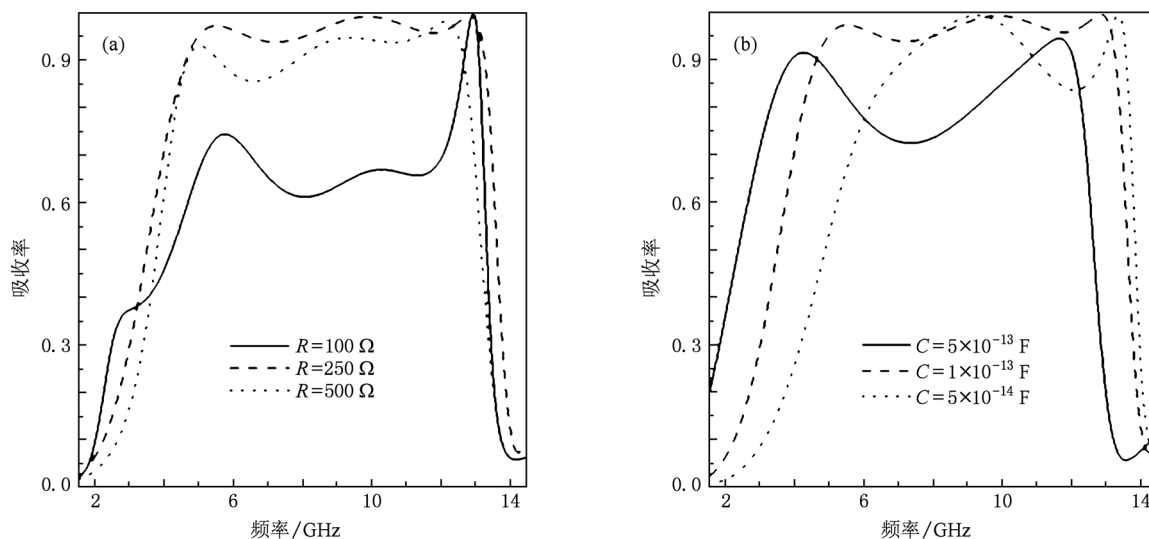 (a)
0.9
0.6
0.3
0.0
吸收率
R=100 Ω
R=250 Ω
R=500 Ω
2 6 10 14
频率/GHz
(b)
0.9
0.6
0.3
0.0
吸收率
C=5×10⁻¹³ F
C=1×10⁻¹³ F
C=5×10⁻¹⁴ F
2 6 10 14
频率/GHz